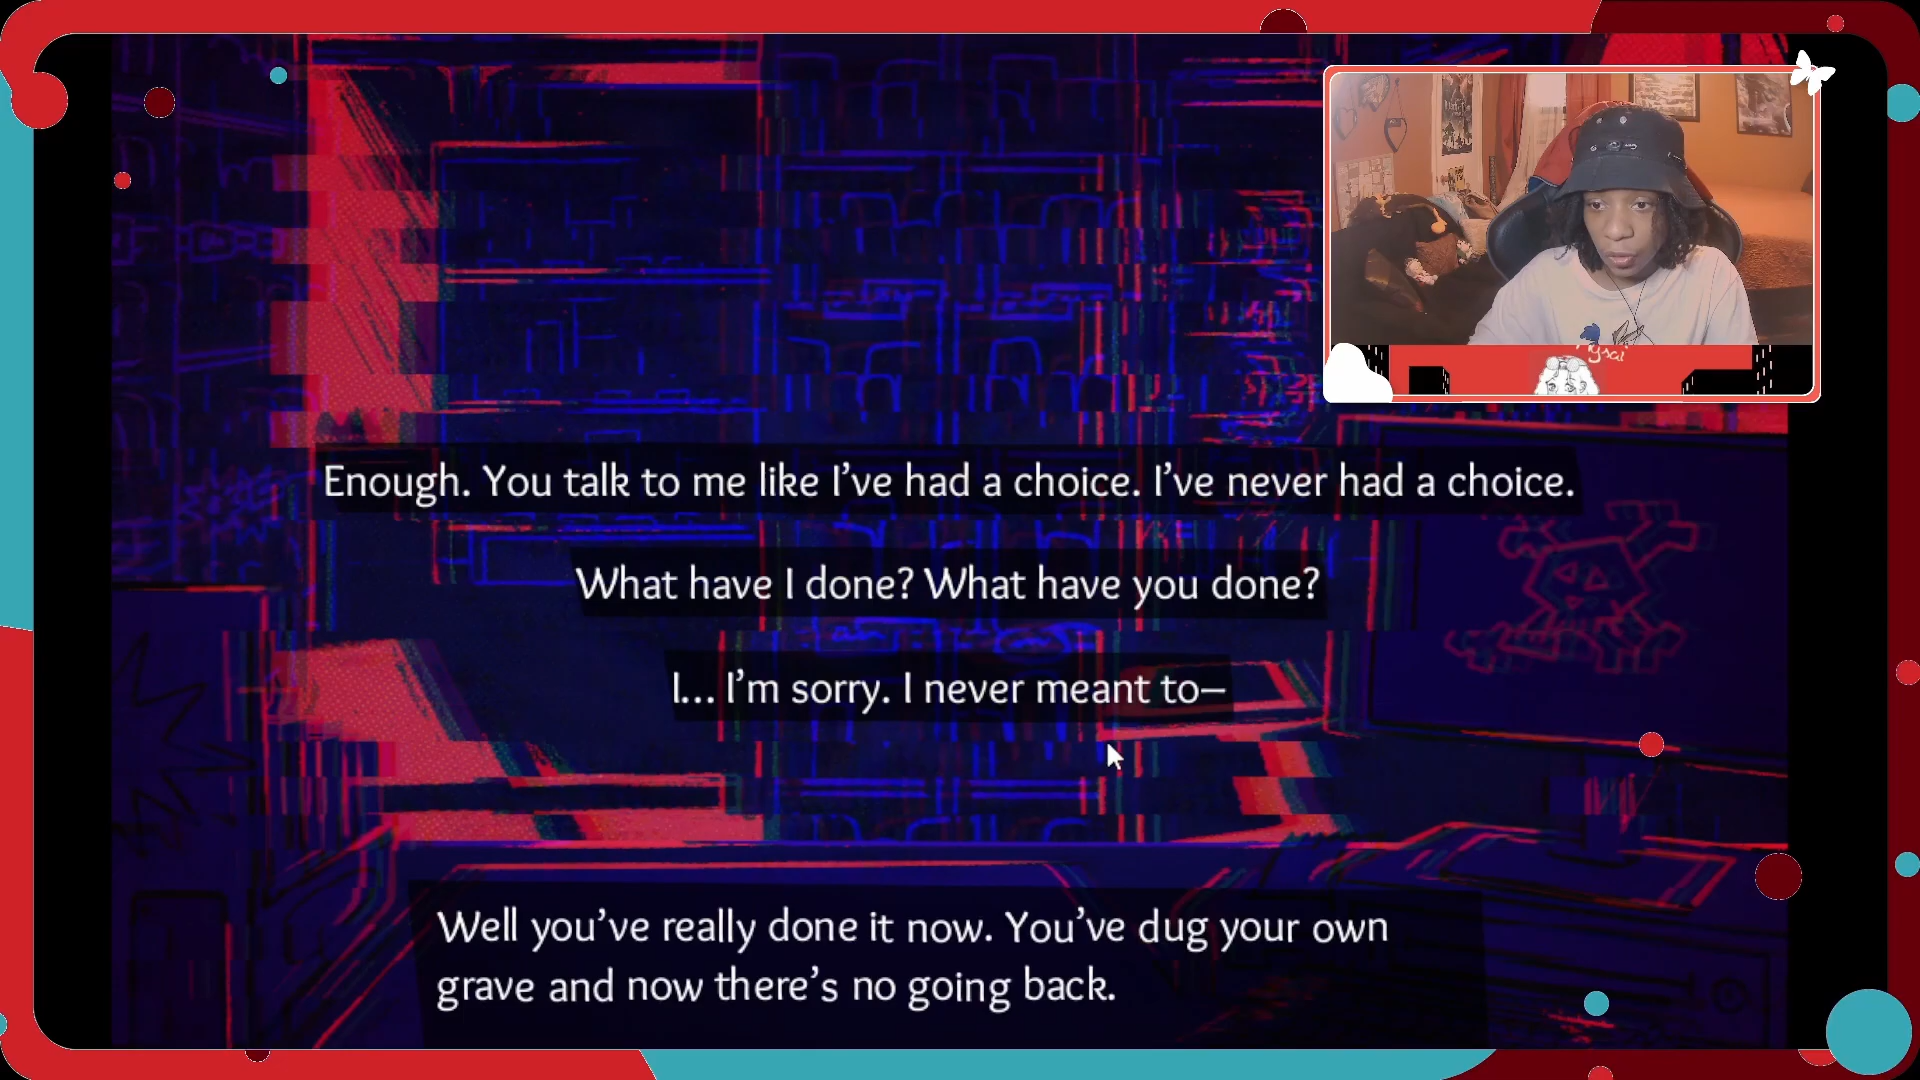 Enough. You talk to me like I've had a choice. I've never had a choice.
What have I done? What have you done?
I... I'm sorry. I never meant to—
Well you've really done it now. You've dug your own
grave and now there's no going back.